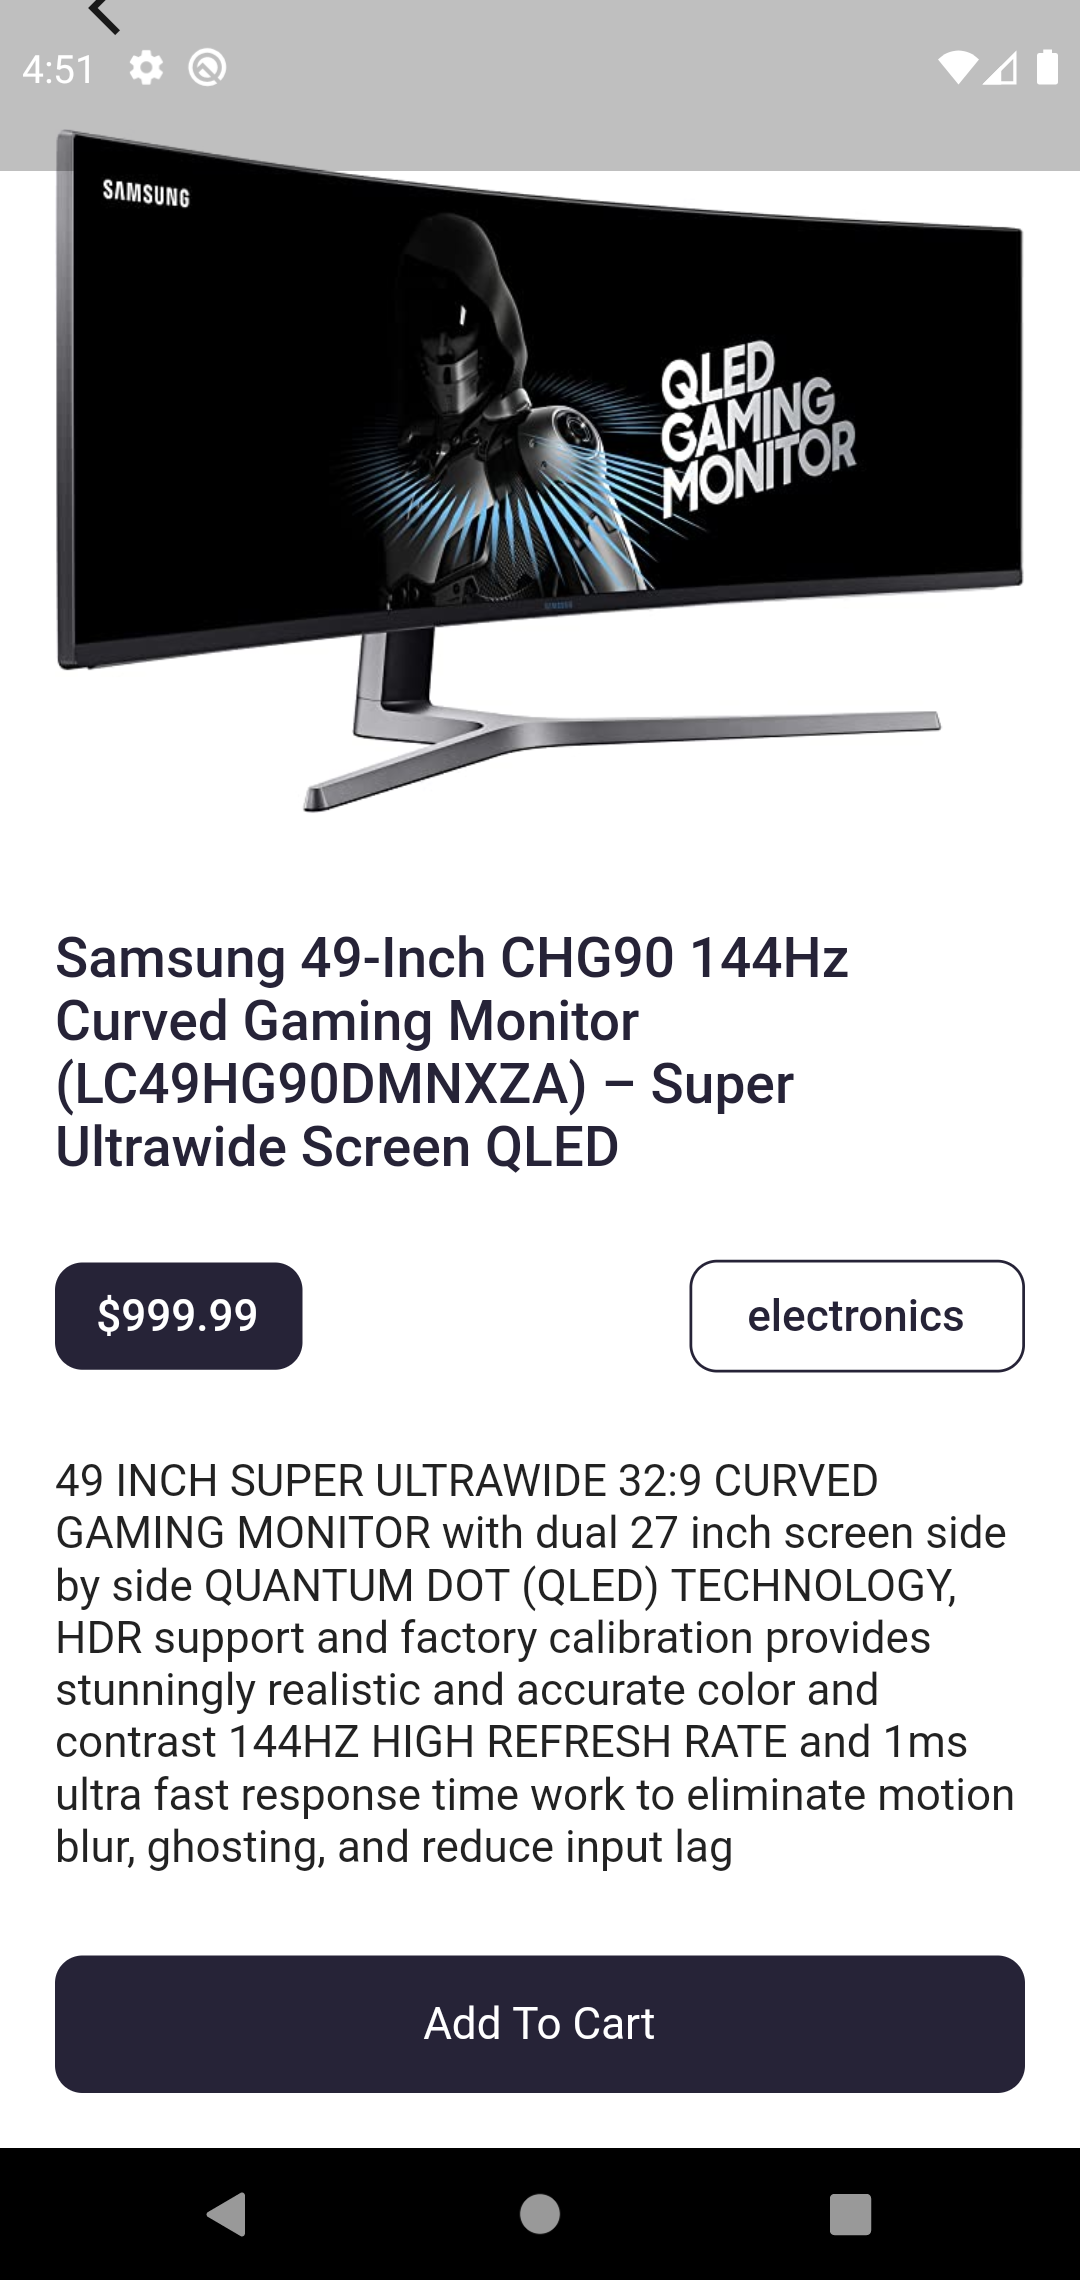 4:51
SAMSUNG
QLED
GAMING
MONITOR
SAMSUNG
Samsung 49-Inch CHG90 144Hz
Curved Gaming Monitor
(LC49HG90DMNXZA) – Super
Ultrawide Screen QLED
$999.99
electronics
49 INCH SUPER ULTRAWIDE 32:9 CURVED
GAMING MONITOR with dual 27 inch screen side
by side QUANTUM DOT (QLED) TECHNOLOGY,
HDR support and factory calibration provides
stunningly realistic and accurate color and
contrast 144HZ HIGH REFRESH RATE and 1ms
ultra fast response time work to eliminate motion
blur, ghosting, and reduce input lag
Add To Cart